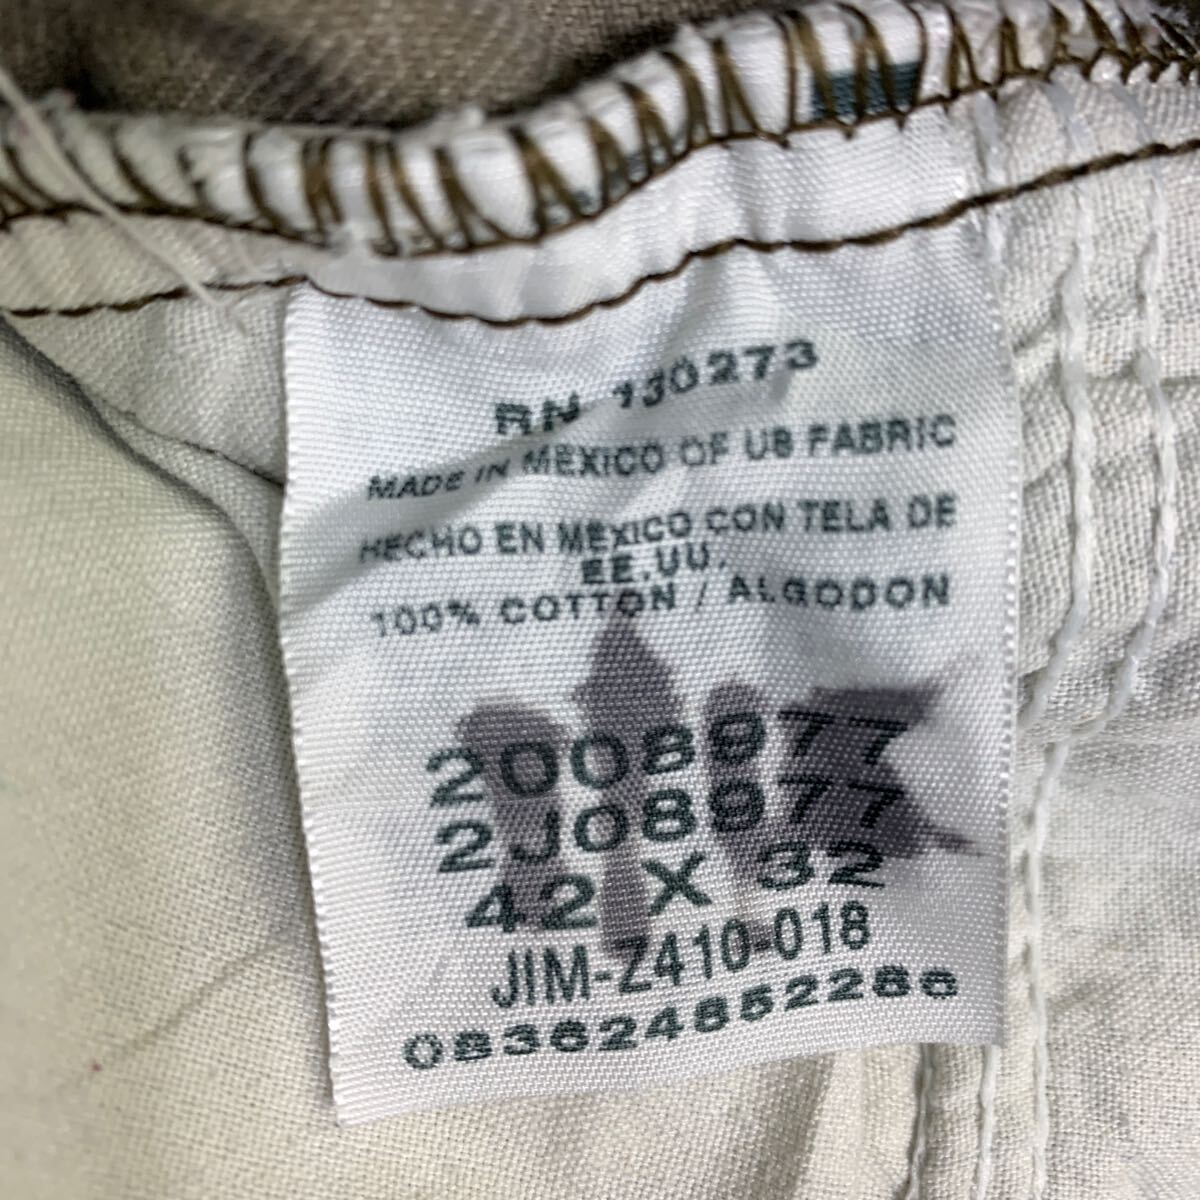 RN 130273
MADE IN MEXICO OF US FABRIC
HECHO EN MEXICO CON TELA DE
EE.UU.
100% COTTON / ALGODON
2008977
2J08977
42 X 32
JIM-Z410-018
083624852286